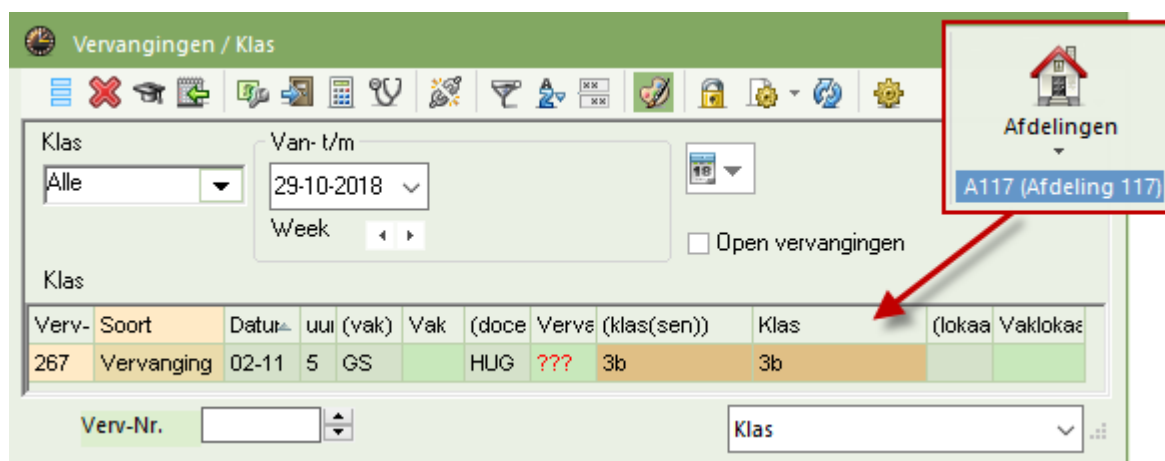 Vervangingen / Klas
Afdelingen
A117 (Afdeling 117)
Klas
Van- t/m
Alle
29-10-2018
18
Week
Open vervangingen
Klas
Verv- Soort Datum uur (vak) Vak (doce Verva (klas(sen)) Klas (lokaa Vaklokaa
267 Vervanging 02-11 5 GS HUG ??? 3b 3b
Verv-Nr.
Klas